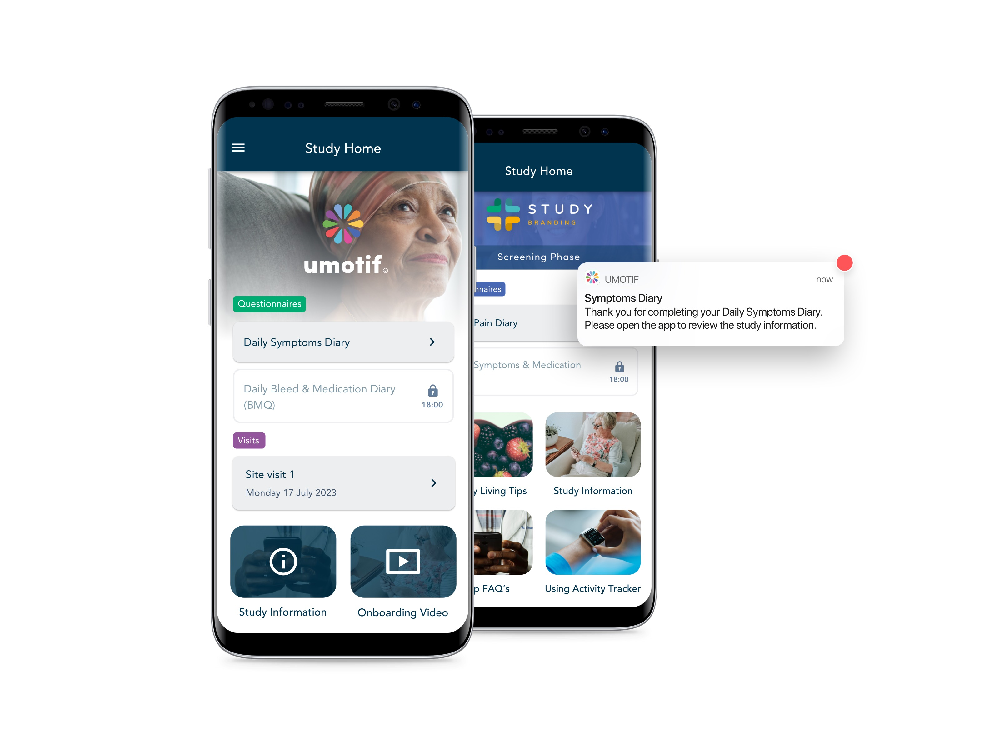 Study Home
umotif®
Questionnaires
Daily Symptoms Diary
Daily Bleed & Medication Diary
(BMQ)
18:00
Visits
Site visit 1
Monday 17 July 2023
Study Information
Onboarding Video
Study Home
STUDY
BRANDING
Screening Phase
nnaires
Pain Diary
Symptoms & Medication
18:00
y Living Tips
Study Information
p FAQ's
Using Activity Tracker
UMOTIF
now
Symptoms Diary
Thank you for completing your Daily Symptoms Diary.
Please open the app to review the study information.